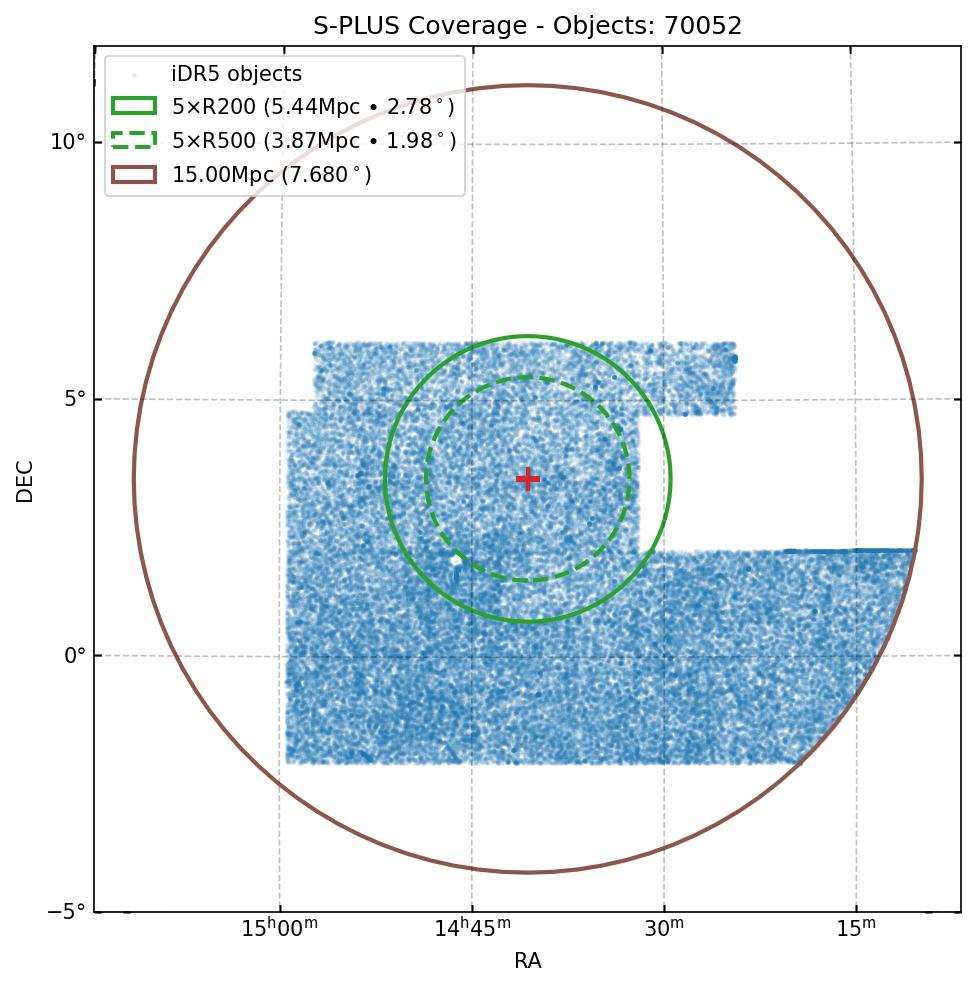 S-PLUS Coverage - Objects: 70052
iDR5 objects
5×R200 (5.44Mpc • 2.78°)
5×R500 (3.87Mpc • 1.98°)
15.00Mpc (7.680°)
10°
5°
0°
−5°
DEC
15ʰ00ᵐ
14ʰ45ᵐ
30ᵐ
15ᵐ
RA